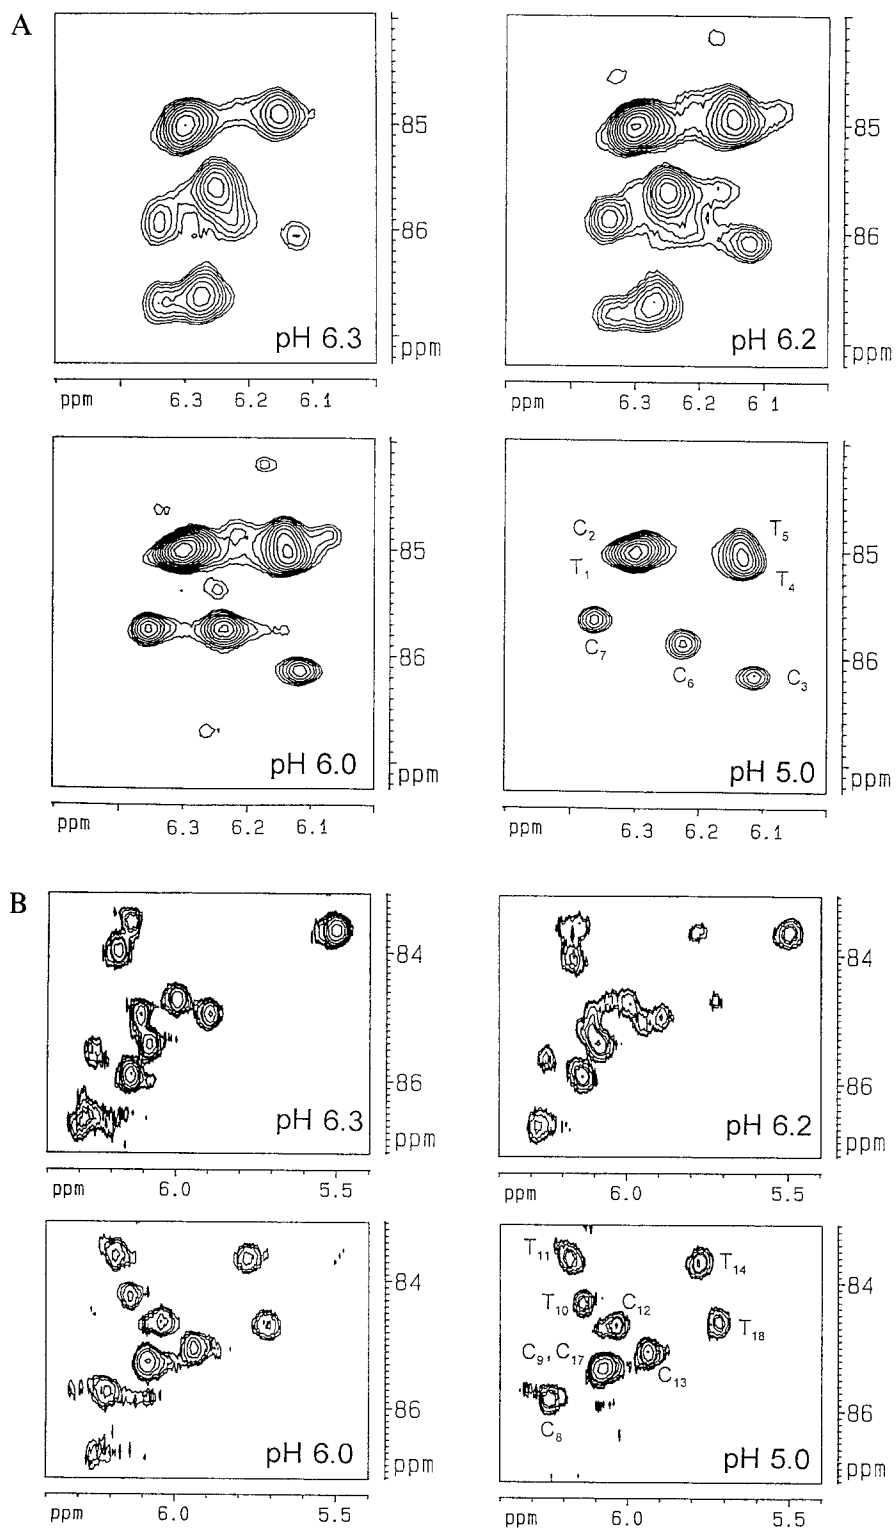 A
85
86
ppm
pH 6.3
ppm 6.3 6.2 6.1
85
86
ppm
pH 6.2
ppm 6.3 6.2 6.1
85
86
ppm
pH 6.0
ppm 6.3 6.2 6.1
C2 T5
T1 T4
C7 C6 C3
85
86
ppm
pH 5.0
ppm 6.3 6.2 6.1
B
84
86
ppm
pH 6.3
ppm 6.0 5.5
84
86
ppm
pH 6.2
ppm 6.0 5.5
84
86
ppm
pH 6.0
ppm 6.0 5.5
T11 T14
T10 C12
T18
C9, C17 C13
C8
84
86
ppm
pH 5.0
ppm 6.0 5.5